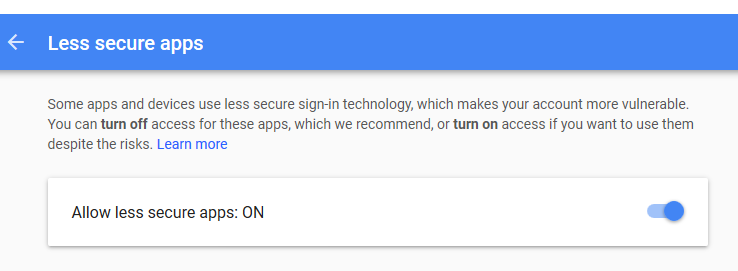 Less secure apps
Some apps and devices use less secure sign-in technology, which makes your account more vulnerable.
You can turn off access for these apps, which we recommend, or turn on access if you want to use them
despite the risks. Learn more
Allow less secure apps: ON